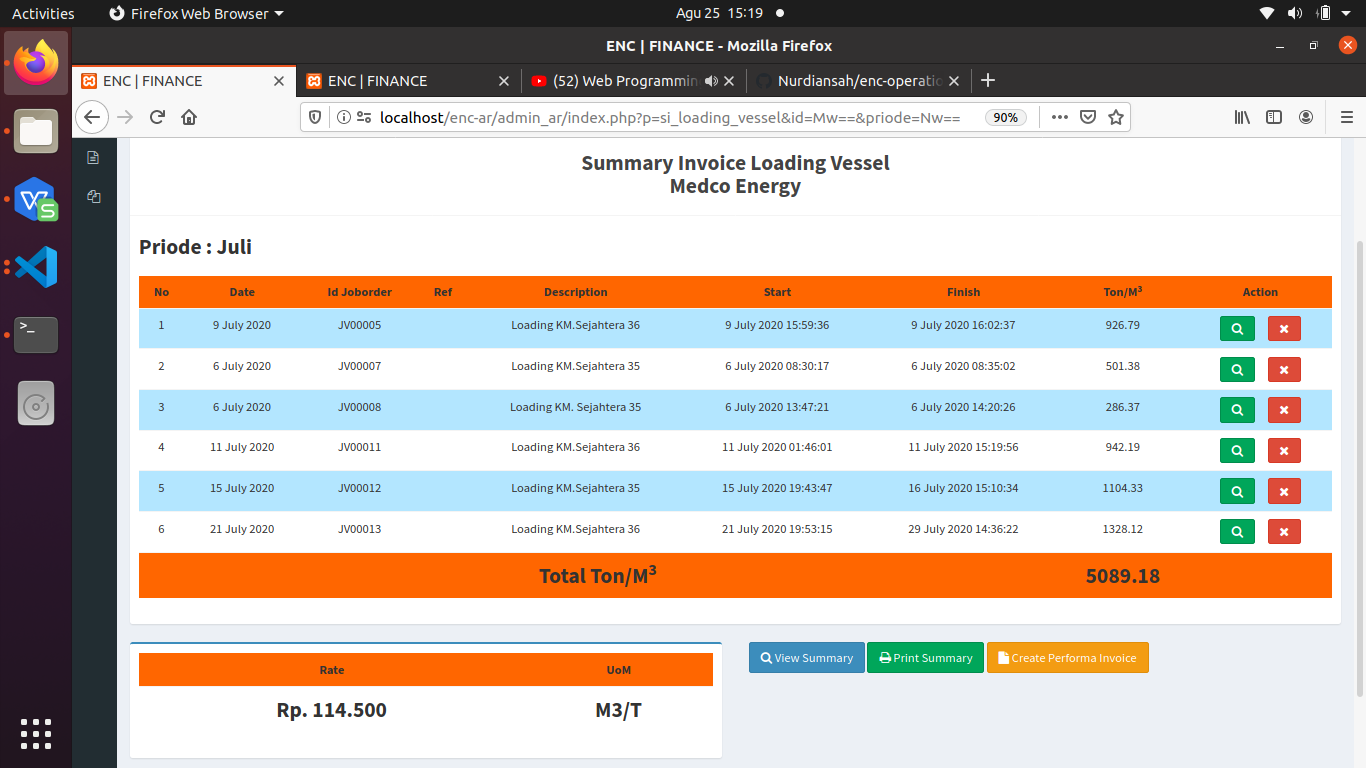 Activities Firefox Web Browser Agu 25 15:19
ENC | FINANCE - Mozilla Firefox
ENC | FINANCE ENC | FINANCE (52) Web Programmin Nurdiansah/enc-operatio
localhost/enc-ar/admin_ar/index.php?p=si_loading_vessel&id=Mw==&priode=Nw== 90%
Summary Invoice Loading Vessel
Medco Energy
Priode : Juli
No Date Id Joborder Ref Description Start Finish Ton/M3 Action
1 9 July 2020 JV00005 Loading KM.Sejahtera 36 9 July 2020 15:59:36 9 July 2020 16:02:37 926.79
2 6 July 2020 JV00007 Loading KM.Sejahtera 35 6 July 2020 08:30:17 6 July 2020 08:35:02 501.38
3 6 July 2020 JV00008 Loading KM. Sejahtera 35 6 July 2020 13:47:21 6 July 2020 14:20:26 286.37
4 11 July 2020 JV00011 Loading KM.Sejahtera 36 11 July 2020 01:46:01 11 July 2020 15:19:56 942.19
5 15 July 2020 JV00012 Loading KM.Sejahtera 35 15 July 2020 19:43:47 16 July 2020 15:10:34 1104.33
6 21 July 2020 JV00013 Loading KM.Sejahtera 36 21 July 2020 19:53:15 29 July 2020 14:36:22 1328.12
Total Ton/M3 5089.18
View Summary Print Summary Create Performa Invoice
Rate UoM
Rp. 114.500 M3/T